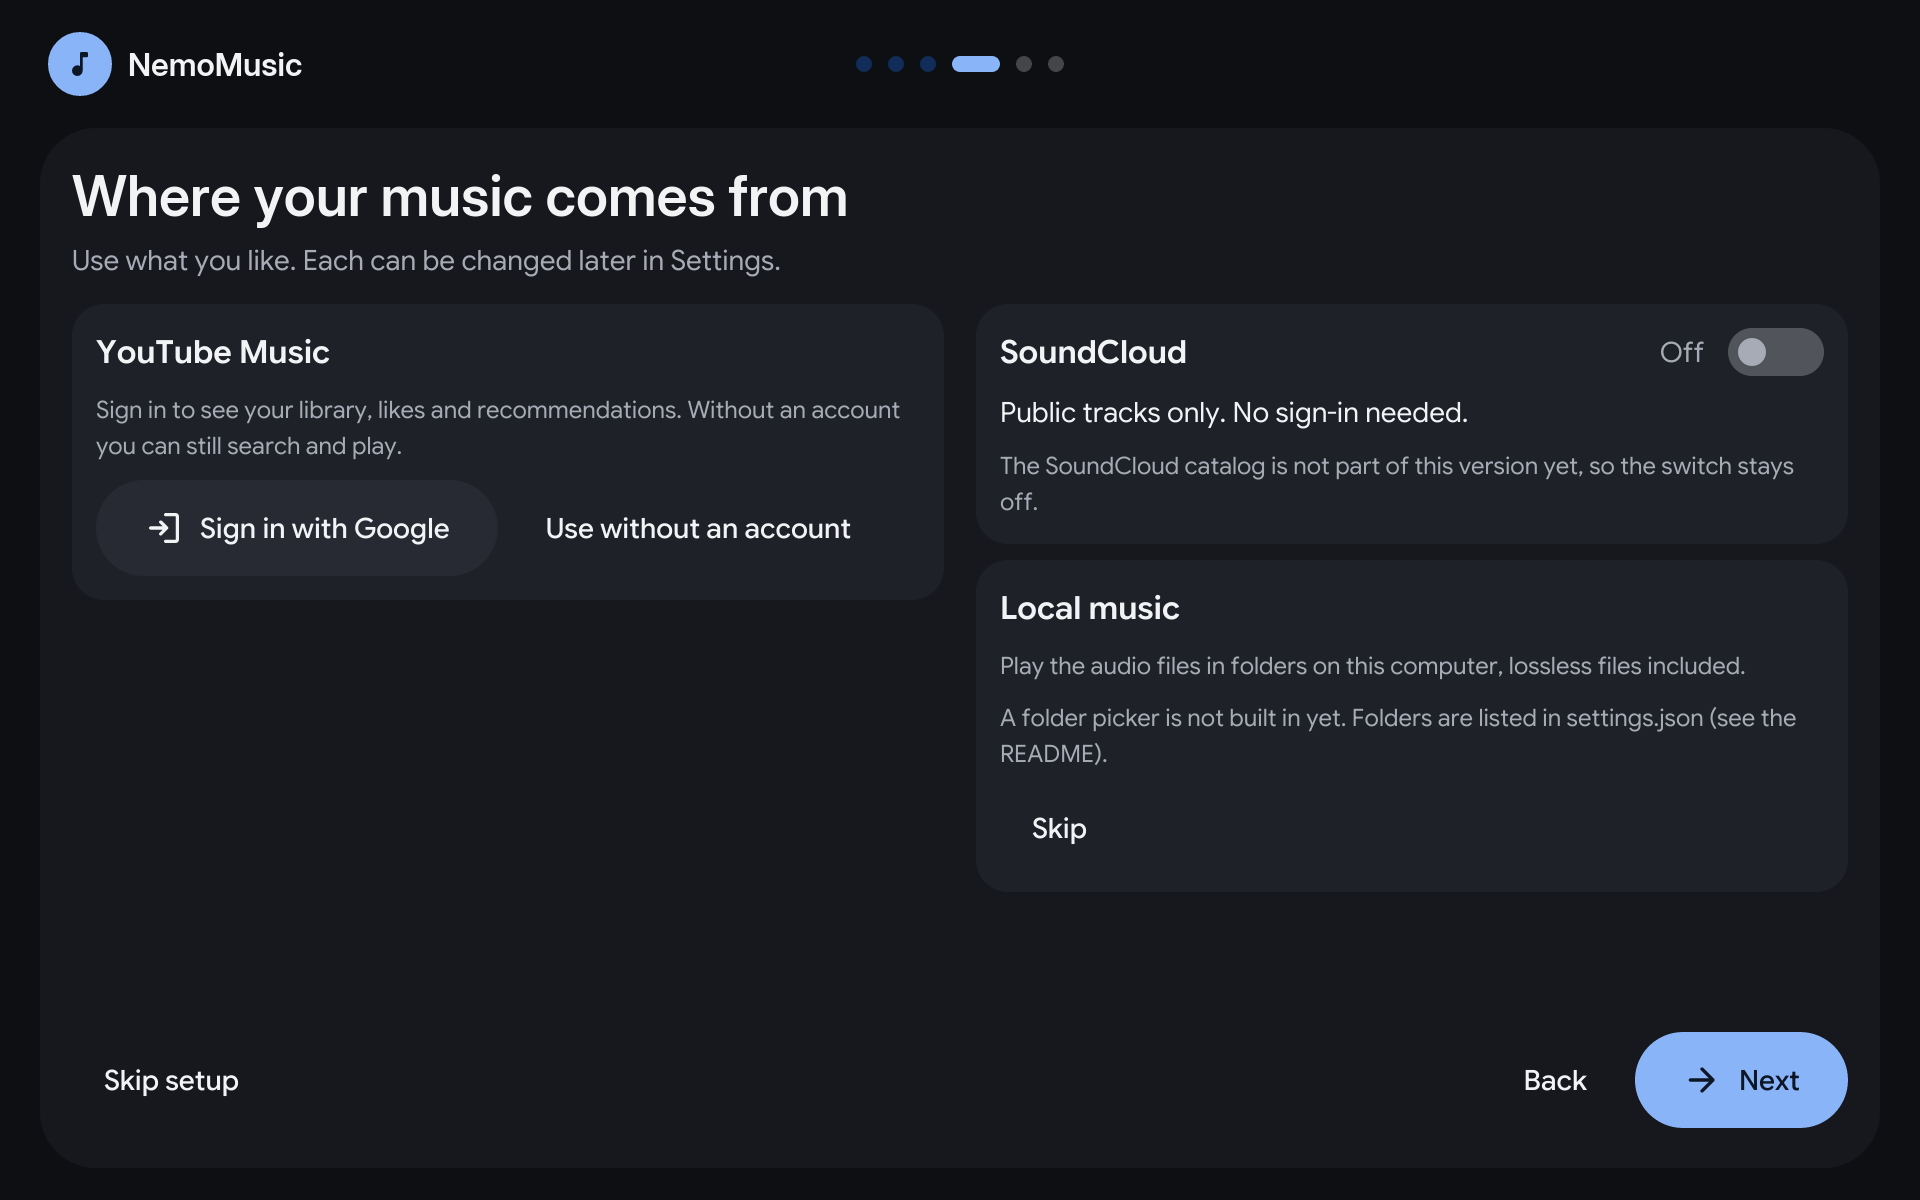 NemoMusic
Where your music comes from
Use what you like. Each can be changed later in Settings.
YouTube Music
Sign in to see your library, likes and recommendations. Without an account
you can still search and play.
Sign in with Google
Use without an account
SoundCloud
Off
Public tracks only. No sign-in needed.
The SoundCloud catalog is not part of this version yet, so the switch stays
off.
Local music
Play the audio files in folders on this computer, lossless files included.
A folder picker is not built in yet. Folders are listed in settings.json (see the
README).
Skip
Skip setup
Back
Next